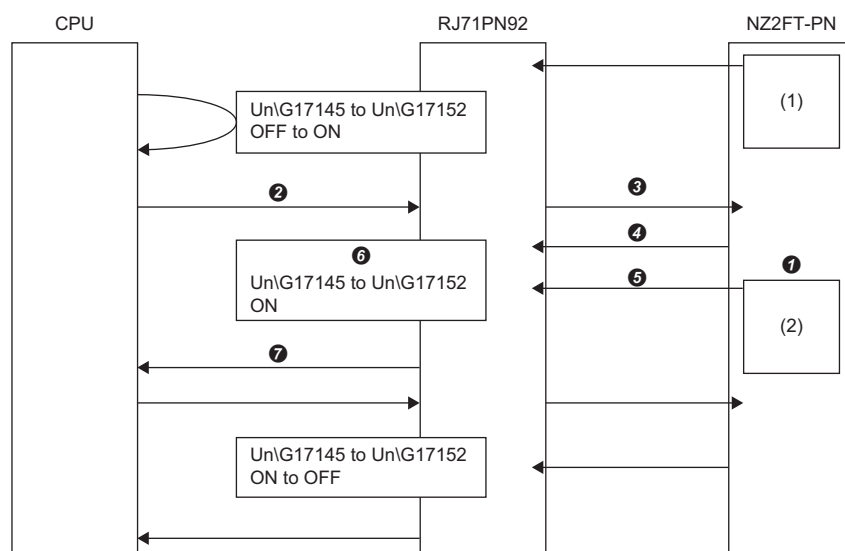 CPU
RJ71PN92
NZ2FT-PN
(1)
Un\G17145 to Un\G17152
OFF to ON
❷
❸
❹
❻
Un\G17145 to Un\G17152
ON
❺
❶
(2)
❼
Un\G17145 to Un\G17152
ON to OFF